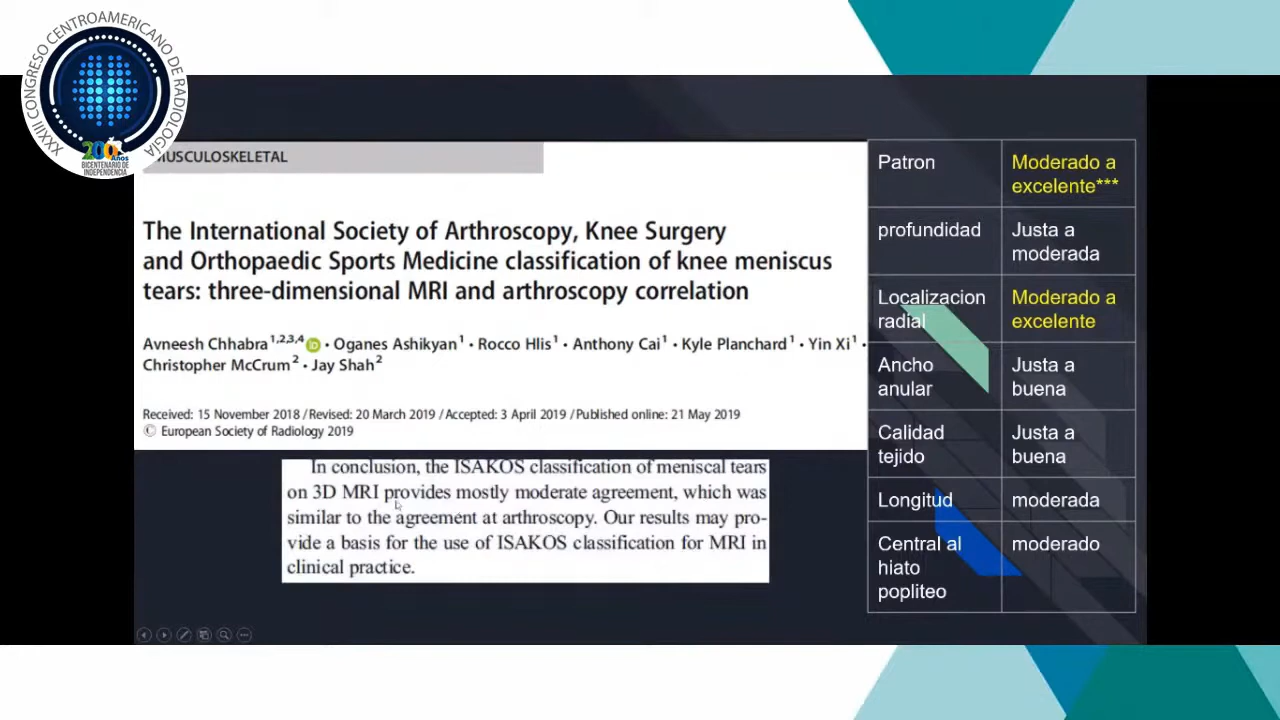 XXXIII CONGRESO CENTROAMERICANO DE RADIOLOGÍA
200 Años
BICENTENARIO DE
INDEPENDENCIA
MUSCULOSKELETAL
The International Society of Arthroscopy, Knee Surgery
and Orthopaedic Sports Medicine classification of knee meniscus
tears: three-dimensional MRI and arthroscopy correlation
Avneesh Chhabra1,2,3,4 iD • Oganes Ashikyan1 • Rocco Hlis1 • Anthony Cai1 • Kyle Planchard1 • Yin Xi1 •
Christopher McCrum2 • Jay Shah2
Received: 15 November 2018 / Revised: 20 March 2019 / Accepted: 3 April 2019 / Published online: 21 May 2019
© European Society of Radiology 2019
In conclusion, the ISAKOS classification of meniscal tears
on 3D MRI provides mostly moderate agreement, which was
similar to the agreement at arthroscopy. Our results may pro-
vide a basis for the use of ISAKOS classification for MRI in
clinical practice.
Patron
Moderado a
excelente***
profundidad
Justa a
moderada
Localizacion
radial
Moderado a
excelente
Ancho
anular
Justa a
buena
Calidad
tejido
Justa a
buena
Longitud
moderada
Central al
hiato
popliteo
moderado